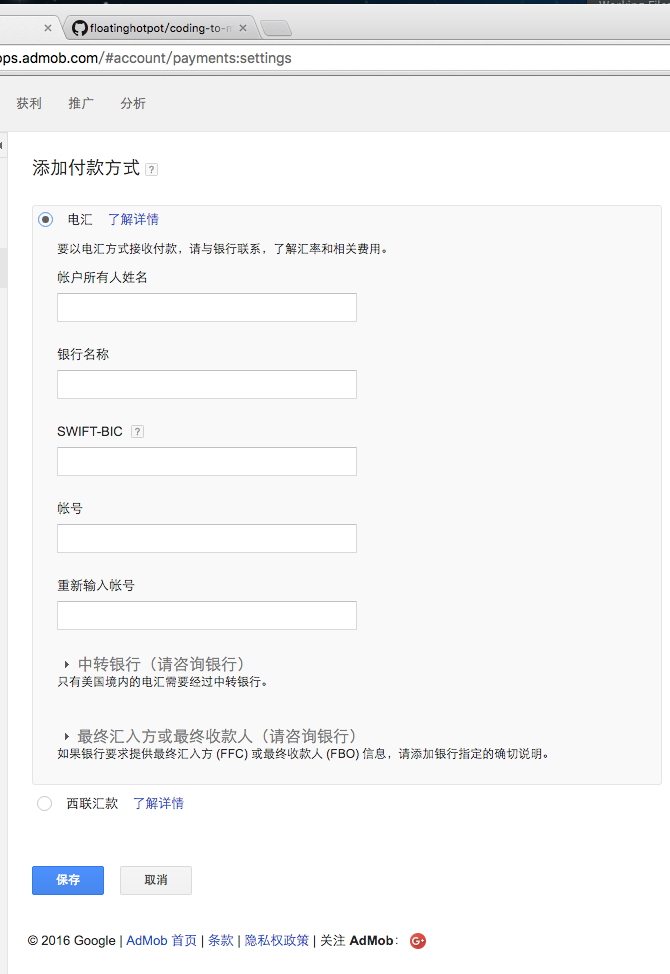 Working File
floatinghotpot/coding-to-m
ps.admob.com/#account/payments:settings
获利 推广 分析
添加付款方式 ?
电汇 了解详情
要以电汇方式接收付款，请与银行联系，了解汇率和相关费用。
帐户所有人姓名
银行名称
SWIFT-BIC ?
帐号
重新输入帐号
中转银行（请咨询银行）
只有美国境内的电汇需要经过中转银行。
最终汇入方或最终收款人（请咨询银行）
如果银行要求提供最终汇入方 (FFC) 或最终收款人 (FBO) 信息，请添加银行指定的确切说明。
西联汇款 了解详情
保存 取消
© 2016 Google | AdMob 首页 | 条款 | 隐私权政策 | 关注 AdMob： G+